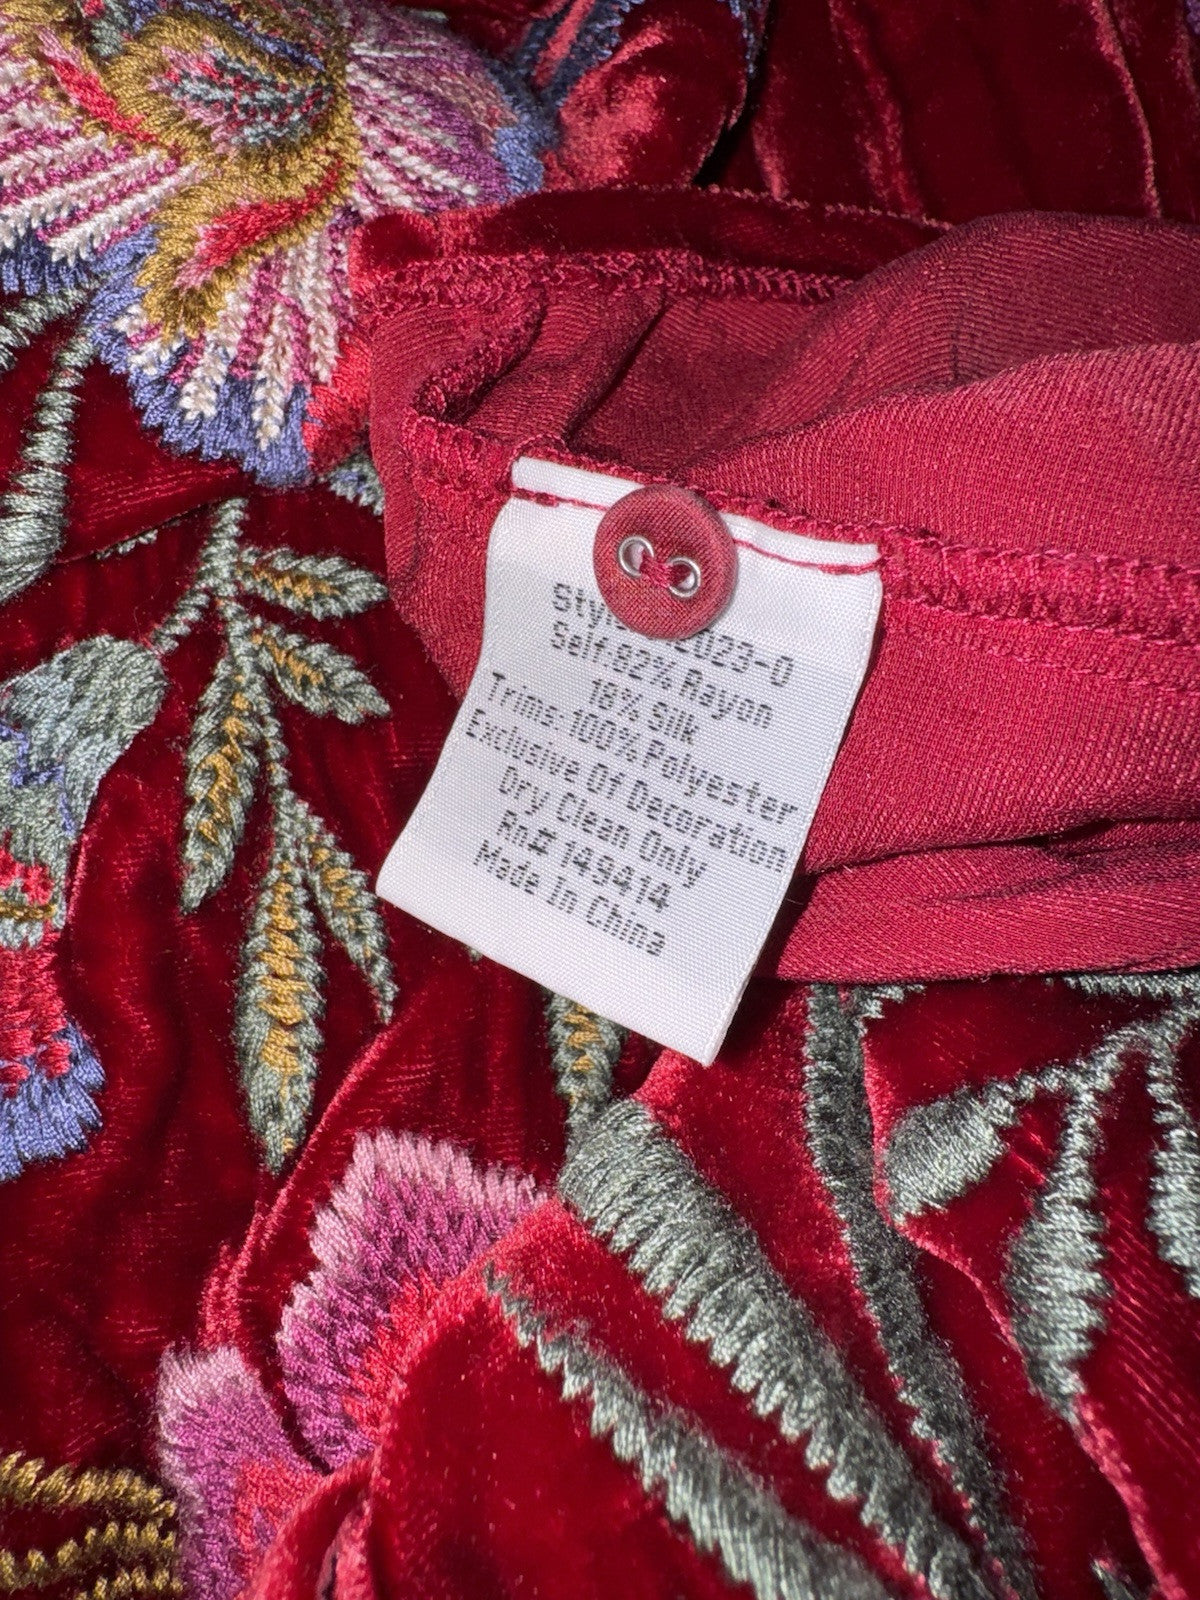 Self:82% Rayon
18% Silk
Trims:100%Polyester
Exclusive Of Decoration
Dry Clean Only
Rn# 149414
Made In China